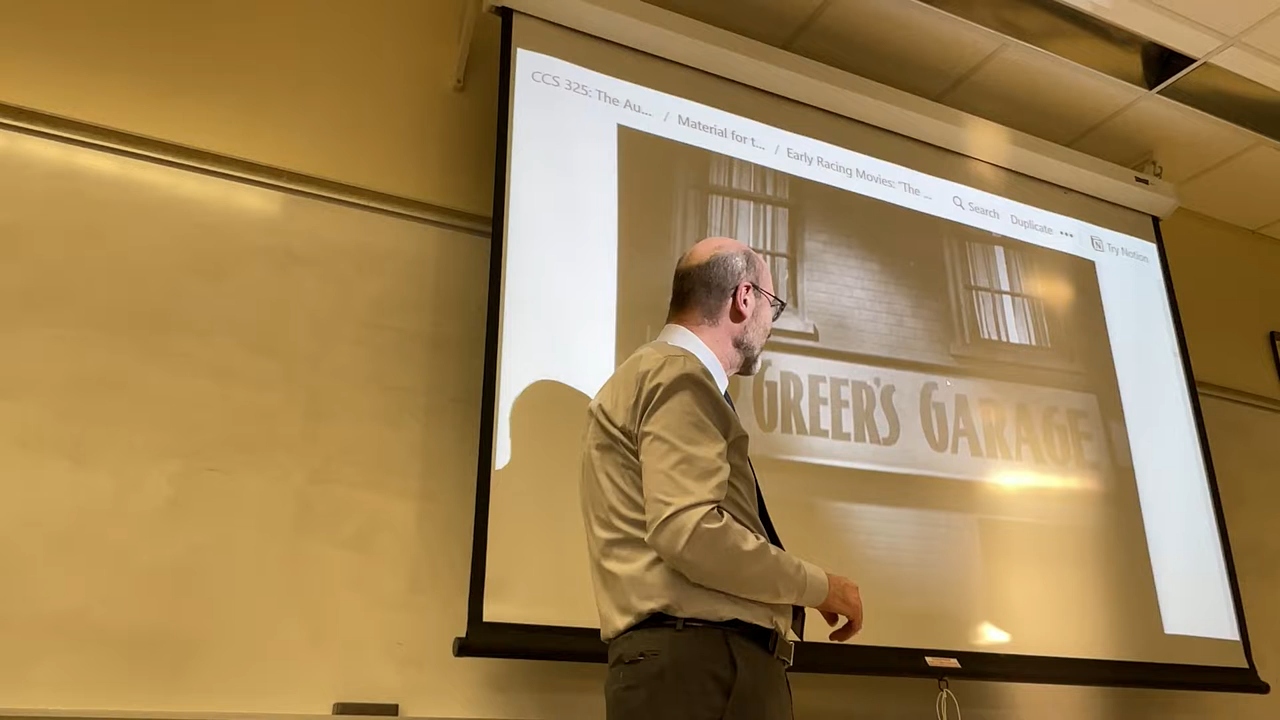 CCS 325: The Au... / Material for t... / Early Racing Movies: "The ... Search Duplicate ••• Try Notion
GREER'S GARAGE